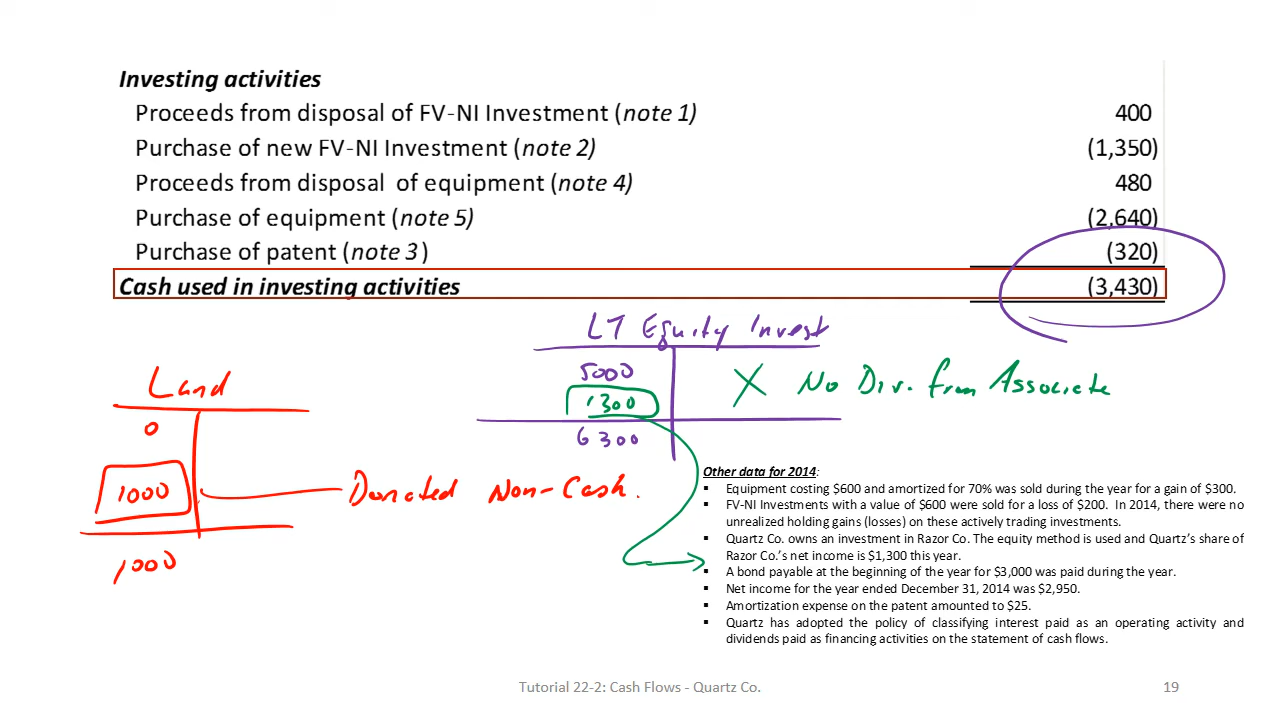 Investing activities
Proceeds from disposal of FV-NI Investment (note 1) 400
Purchase of new FV-NI Investment (note 2) (1,350)
Proceeds from disposal of equipment (note 4) 480
Purchase of equipment (note 5) (2,640)
Purchase of patent (note 3) (320)
Cash used in investing activities (3,430)
LT Equity Invest
5000
1300
6300
X No Div. from Associate
Land
0
1000
1000
Donated Non-Cash.
Other data for 2014:
▪ Equipment costing $600 and amortized for 70% was sold during the year for a gain of $300.
▪ FV-NI Investments with a value of $600 were sold for a loss of $200. In 2014, there were no
unrealized holding gains (losses) on these actively trading investments.
▪ Quartz Co. owns an investment in Razor Co. The equity method is used and Quartz's share of
Razor Co.'s net income is $1,300 this year.
▪ A bond payable at the beginning of the year for $3,000 was paid during the year.
▪ Net income for the year ended December 31, 2014 was $2,950.
▪ Amortization expense on the patent amounted to $25.
▪ Quartz has adopted the policy of classifying interest paid as an operating activity and
dividends paid as financing activities on the statement of cash flows.
Tutorial 22-2: Cash Flows - Quartz Co.
19